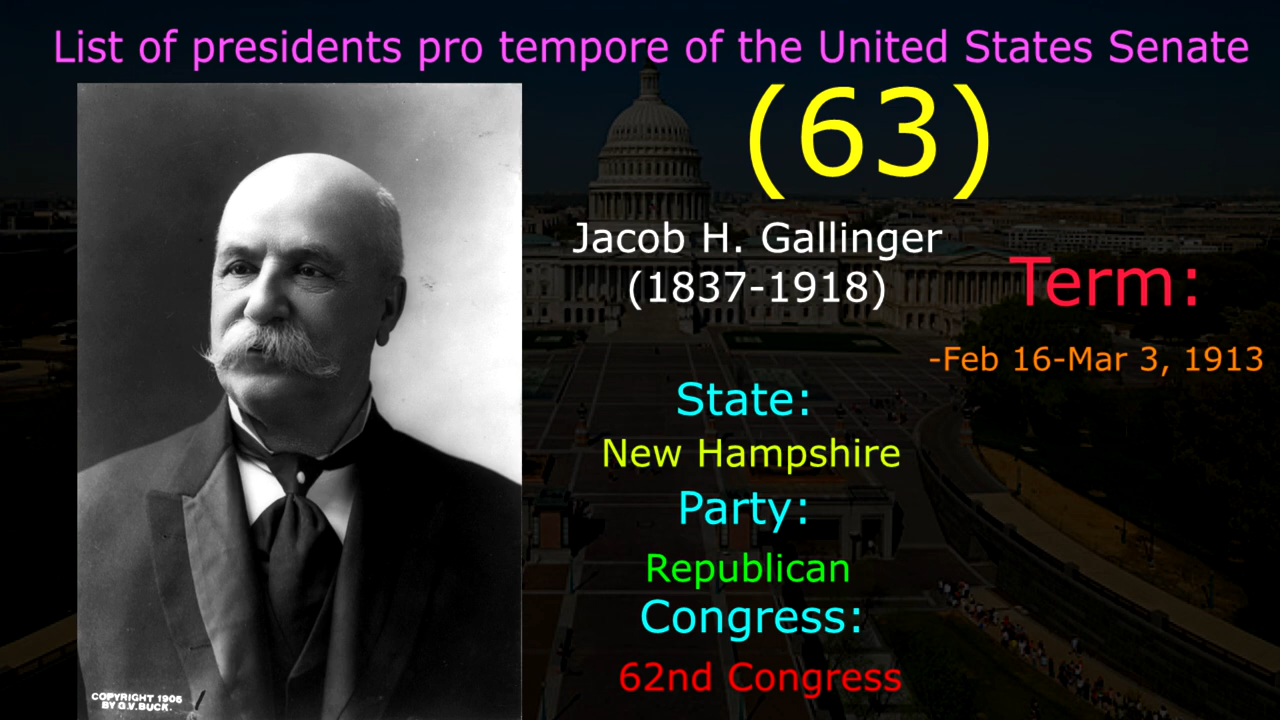 List of presidents pro tempore of the United States Senate
(63)
Jacob H. Gallinger
(1837-1918)
Term:
-Feb 16-Mar 3, 1913
State:
New Hampshire
Party:
Republican
Congress:
62nd Congress
COPYRIGHT 1905
BY G.V.BUCK.